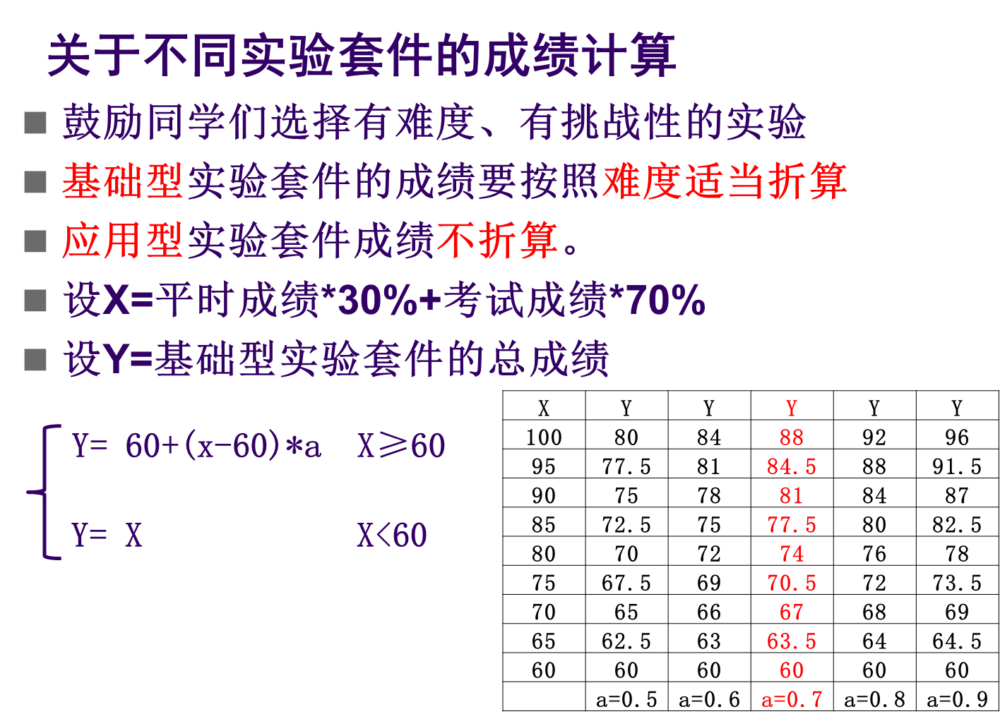 关于不同实验套件的成绩计算
鼓励同学们选择有难度、有挑战性的实验
基础型实验套件的成绩要按照难度适当折算
应用型实验套件成绩不折算。
设X=平时成绩*30%+考试成绩*70%
设Y=基础型实验套件的总成绩
Y= 60+(x-60)*a X≥60
Y= X X<60
X Y Y Y Y Y
100 80 84 88 92 96
95 77.5 81 84.5 88 91.5
90 75 78 81 84 87
85 72.5 75 77.5 80 82.5
80 70 72 74 76 78
75 67.5 69 70.5 72 73.5
70 65 66 67 68 69
65 62.5 63 63.5 64 64.5
60 60 60 60 60 60
a=0.5 a=0.6 a=0.7 a=0.8 a=0.9